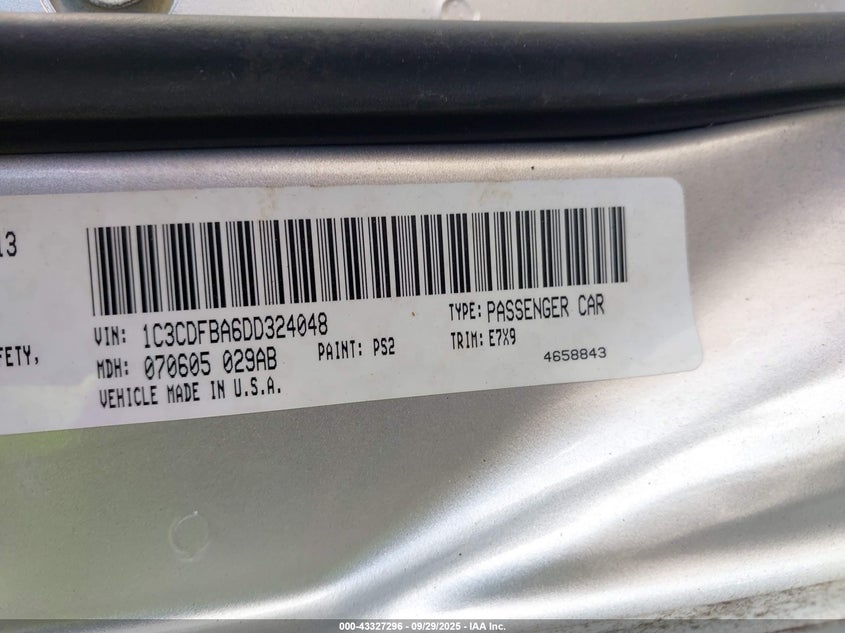 13
VIN: 1C3CDFBA6DD324048
TYPE: PASSENGER CAR
FETY,
MDH: 070605 029AB
PAINT: PS2
TRIM: E7X9
VEHICLE MADE IN U.S.A.
4658843
000-43327296 - 09/29/2025 - IAA Inc.